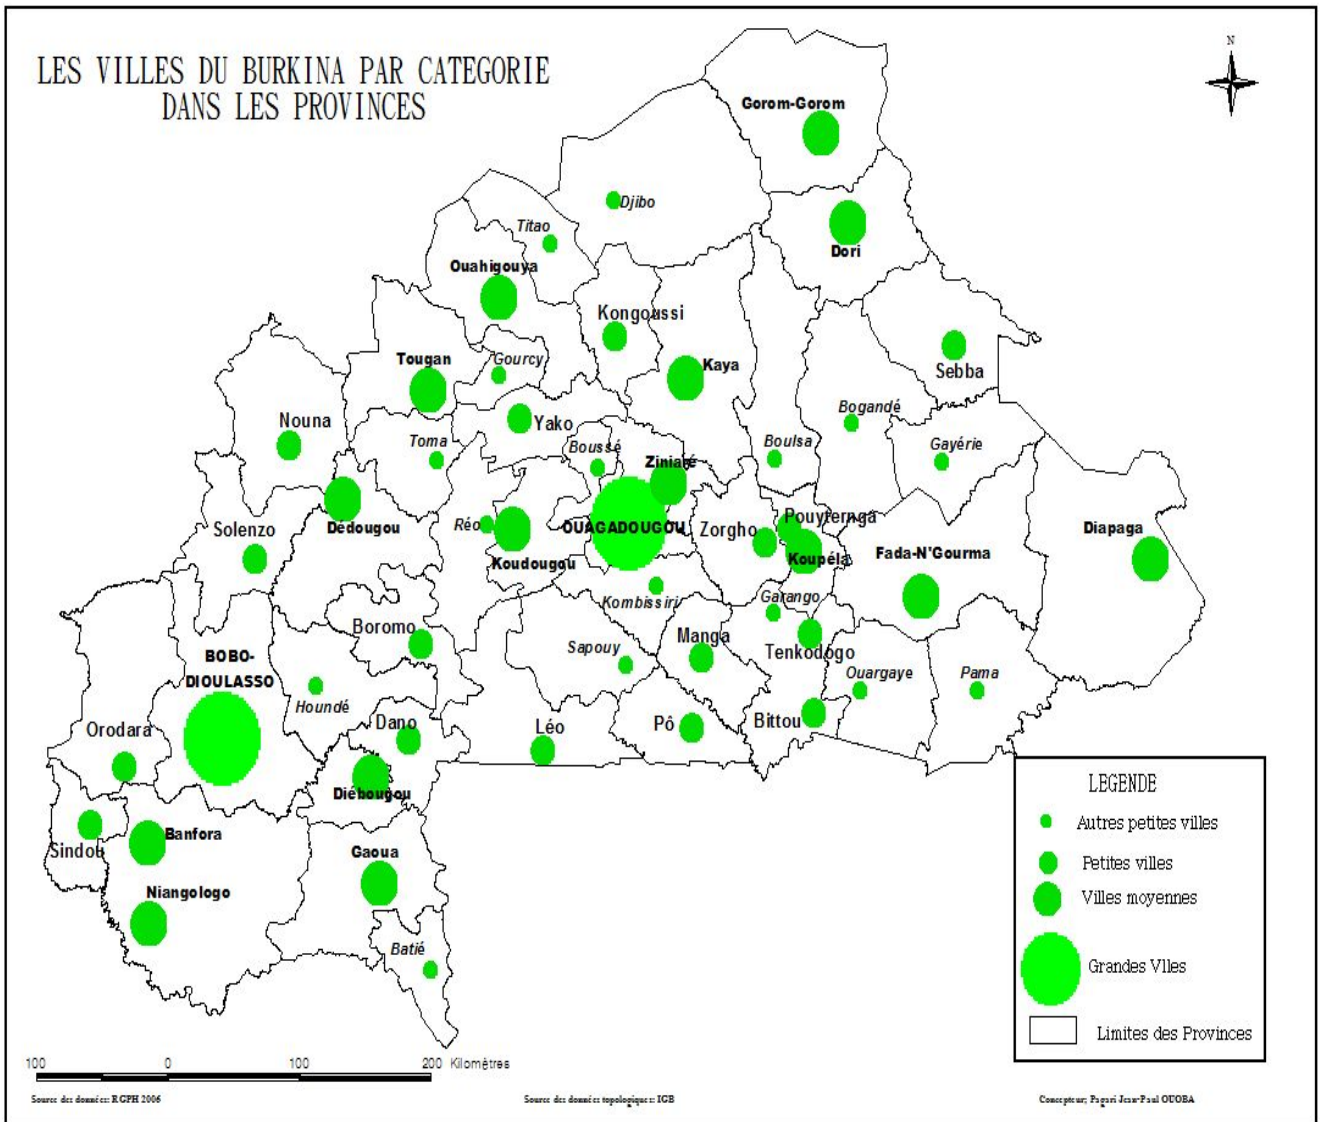 LES VILLES DU BURKINA PAR CATEGORIE
DANS LES PROVINCES
N
Gorom-Gorom
Djibo
Titao
Dori
Ouahigouya
Kongoussi
Tougan
Gourcy
Kaya
Sebba
Bogandé
Nouna
Yako
Toma
Boussé
Boulsa
Gayérie
Ziniaré
Solenzo
Dédougou
Réo
OUAGADOUGOU
Zorgho
Pouyternga
Diapaga
Koudougou
Koupéla
Fada-N'Gourma
Kombissiri
Garango
Boromo
Sapouy
Manga
Tenkodogo
BOBO-
DIOULASSO
Houndé
Ouargaye
Pama
Orodara
Dano
Léo
Pô
Bittou
Diébougou
Sindou
Banfora
Gaoua
Niangologo
Batié
LEGENDE
Autres petites villes
Petites villes
Villes moyennes
Grandes Vlles
Limites des Provinces
100 0 100 200 Kilomètres
Source des données: RGPH 2006
Source des données topologiques: IGB
Concepteur; Pagari Jean-Paul OUOBA